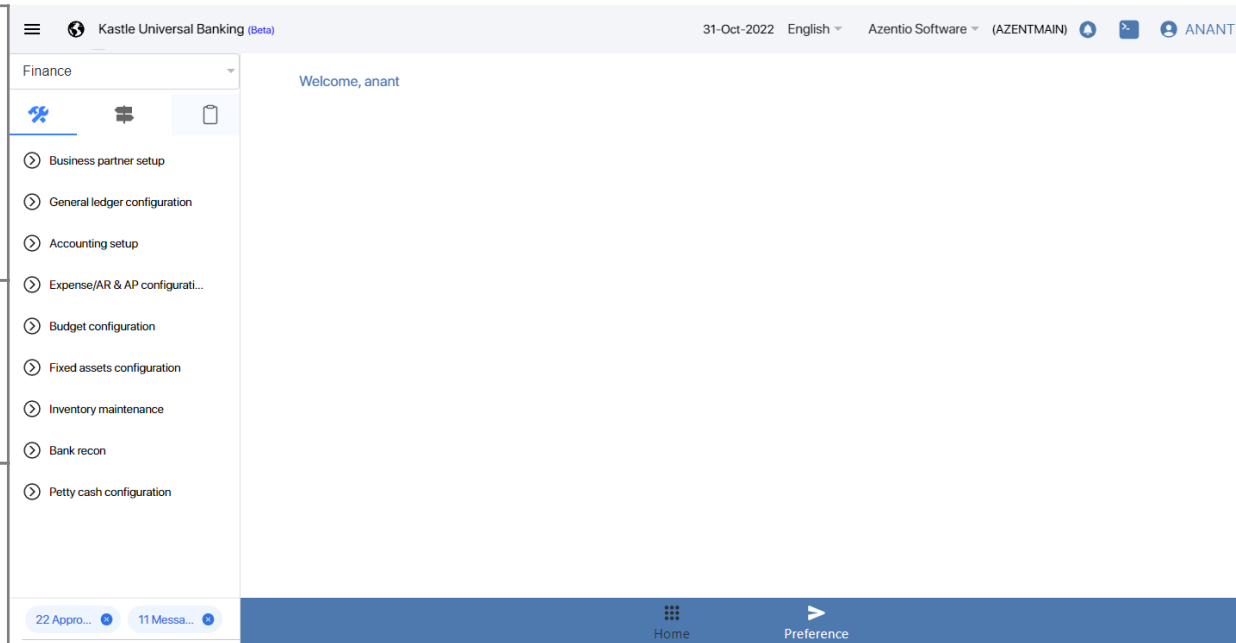 Kastle Universal Banking (Beta)
31-Oct-2022 English Azentio Software (AZENTMAIN) ANANT
Finance
Welcome, anant
Business partner setup
General ledger configuration
Accounting setup
Expense/AR & AP configurati...
Budget configuration
Fixed assets configuration
Inventory maintenance
Bank recon
Petty cash configuration
22 Appro... 11 Messa...
Home Preference